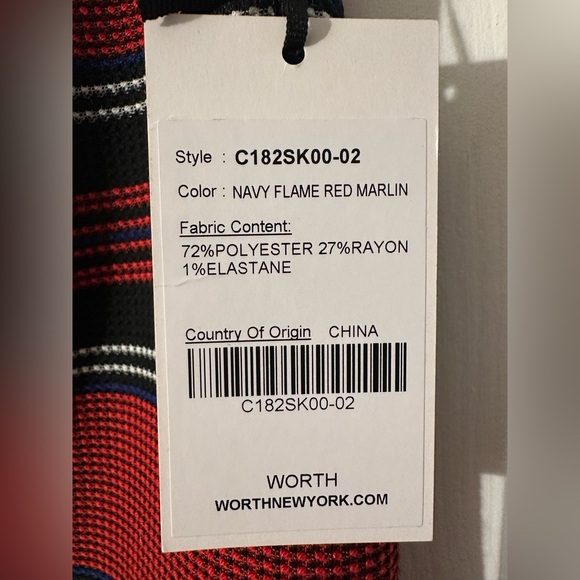 Style : C182SK00-02
Color : NAVY FLAME RED MARLIN
Fabric Content:
72%POLYESTER 27%RAYON
1%ELASTANE
Country Of Origin CHINA
C182SK00-02
WORTH
WORTHNEWYORK.COM